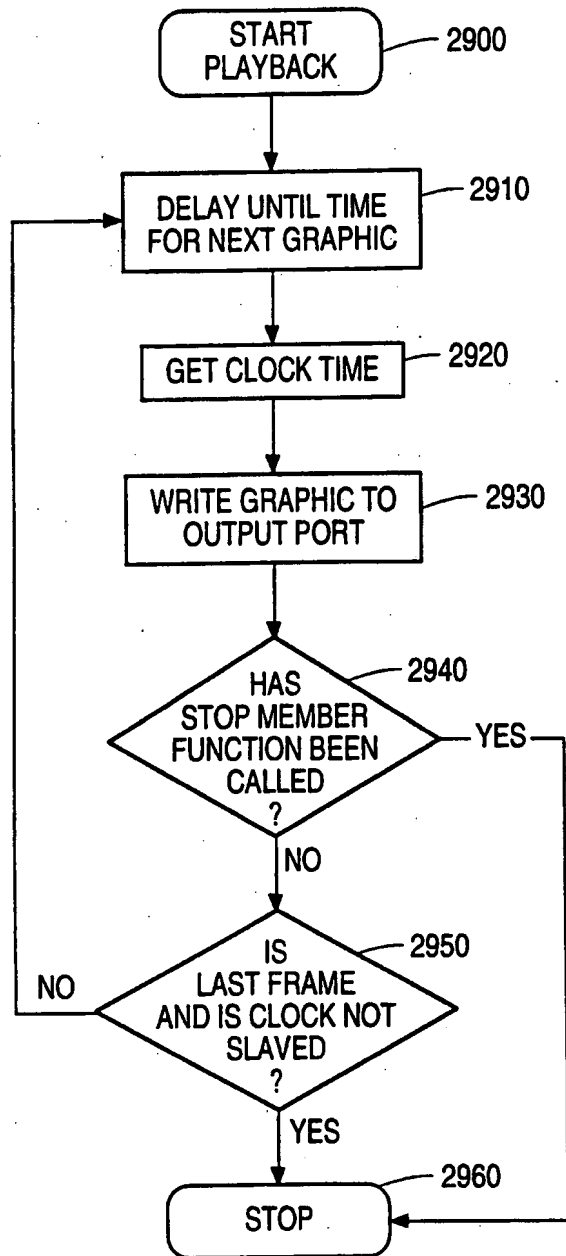 START
PLAYBACK
2900
DELAY UNTIL TIME
FOR NEXT GRAPHIC
2910
GET CLOCK TIME
2920
WRITE GRAPHIC TO
OUTPUT PORT
2930
HAS
STOP MEMBER
FUNCTION BEEN
CALLED
?
2940
YES
NO
IS
LAST FRAME
AND IS CLOCK NOT
SLAVED
?
2950
NO
YES
STOP
2960